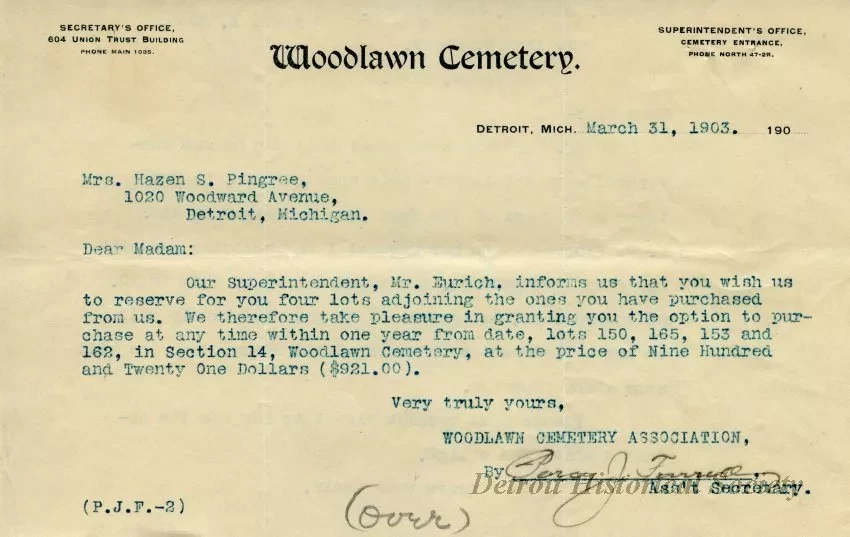 SECRETARY'S OFFICE,
604 UNION TRUST BUILDING
PHONE MAIN 1035.
SUPERINTENDENT'S OFFICE,
CEMETERY ENTRANCE,
PHONE NORTH 47-2R.
Woodlawn Cemetery.
DETROIT, MICH. March 31, 1903. 190
Mrs. Hazen S. Pingree,
1020 Woodward Avenue,
Detroit, Michigan.
Dear Madam:
Our Superintendent, Mr. Eurich, informs us that you wish us
to reserve for you four lots adjoining the ones you have purchased
from us. We therefore take pleasure in granting you the option to pur-
chase at any time within one year from date, lots 150, 165, 153 and
162, in Section 14, Woodlawn Cemetery, at the price of Nine Hundred
and Twenty One Dollars ($921.00).
Very truly yours,
WOODLAWN CEMETERY ASSOCIATION,
By Percy J.
Detroit Historical Society
Ass't Secretary.
(P.J.F.-2)
(over)